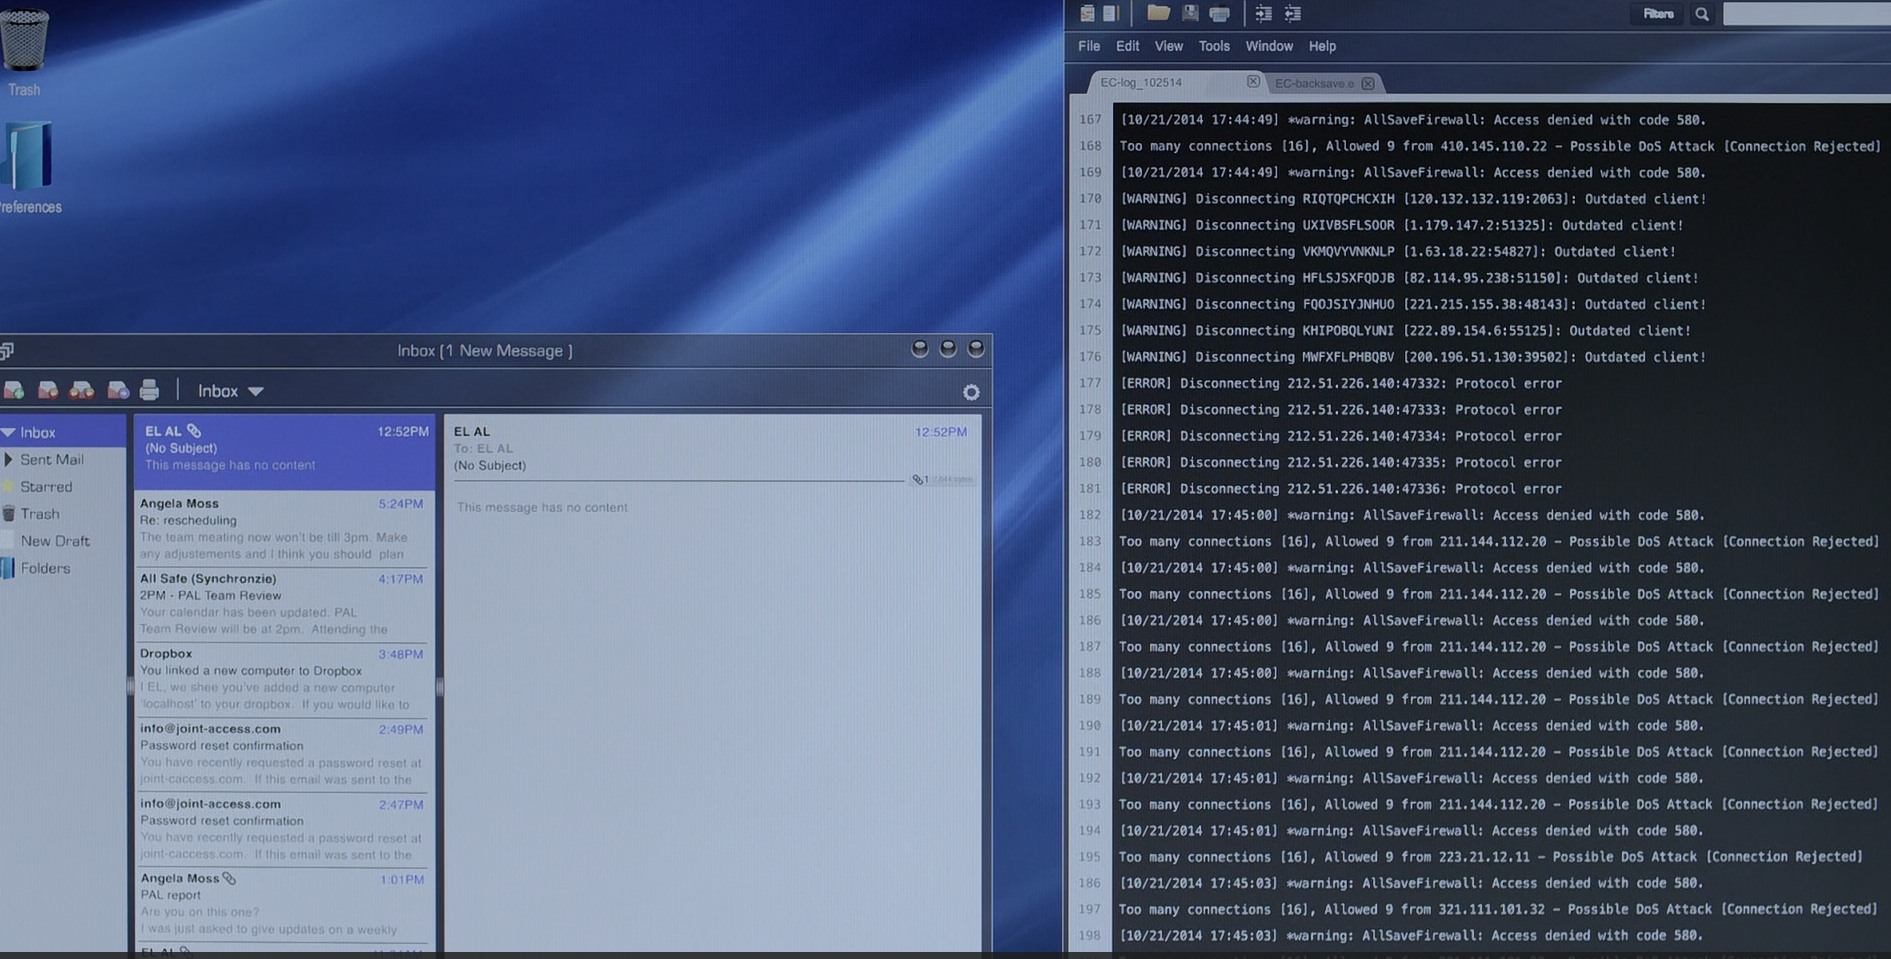 Trash
Preferences
Inbox [1 New Message ]
Inbox
Inbox
Sent Mail
Starred
Trash
New Draft
Folders
EL AL 12:52PM
(No Subject)
This message has no content
Angela Moss 5:24PM
Re: rescheduling
The team meating now won't be till 3pm. Make
any adjustements and I think you should plan
All Safe (Synchronzie) 4:17PM
2PM - PAL Team Review
Your calendar has been updated. PAL
Team Review will be at 2pm. Attending the
Dropbox 3:48PM
You linked a new computer to Dropbox
I EL, we shee you've added a new computer
'localhost' to your dropbox. If you would like to
info@joint-access.com 2:49PM
Password reset confirmation
You have recently requested a password reset at
joint-caccess.com. If this email was sent to the
info@joint-access.com 2:47PM
Password reset confirmation
You have recently requested a password reset at
joint-caccess.com. If this email was sent to the
Angela Moss 1:01PM
PAL report
Are you on this one?
I was just asked to give updates on a weekly
EL AL
EL AL 12:52PM
To: EL AL
(No Subject)
1
This message has no content
Filters
File Edit View Tools Window Help
EC-log_102514 EC-backsave.e
167 [10/21/2014 17:44:49] *warning: AllSaveFirewall: Access denied with code 580.
168 Too many connections [16], Allowed 9 from 410.145.110.22 - Possible DoS Attack [Connection Rejected]
169 [10/21/2014 17:44:49] *warning: AllSaveFirewall: Access denied with code 580.
170 [WARNING] Disconnecting RIQTQPCHCXIH [120.132.132.119:2063]: Outdated client!
171 [WARNING] Disconnecting UXIVBSFLSOOR [1.179.147.2:51325]: Outdated client!
172 [WARNING] Disconnecting VKMQVYVNKNLP [1.63.18.22:54827]: Outdated client!
173 [WARNING] Disconnecting HFLSJSXFQDJB [82.114.95.238:51150]: Outdated client!
174 [WARNING] Disconnecting FQOJSIYJNHUO [221.215.155.38:48143]: Outdated client!
175 [WARNING] Disconnecting KHIPOBQLYUNI [222.89.154.6:55125]: Outdated client!
176 [WARNING] Disconnecting MWFXFLPHBQBV [200.196.51.130:39502]: Outdated client!
177 [ERROR] Disconnecting 212.51.226.140:47332: Protocol error
178 [ERROR] Disconnecting 212.51.226.140:47333: Protocol error
179 [ERROR] Disconnecting 212.51.226.140:47334: Protocol error
180 [ERROR] Disconnecting 212.51.226.140:47335: Protocol error
181 [ERROR] Disconnecting 212.51.226.140:47336: Protocol error
182 [10/21/2014 17:45:00] *warning: AllSaveFirewall: Access denied with code 580.
183 Too many connections [16], Allowed 9 from 211.144.112.20 - Possible DoS Attack [Connection Rejected]
184 [10/21/2014 17:45:00] *warning: AllSaveFirewall: Access denied with code 580.
185 Too many connections [16], Allowed 9 from 211.144.112.20 - Possible DoS Attack [Connection Rejected]
186 [10/21/2014 17:45:00] *warning: AllSaveFirewall: Access denied with code 580.
187 Too many connections [16], Allowed 9 from 211.144.112.20 - Possible DoS Attack [Connection Rejected]
188 [10/21/2014 17:45:00] *warning: AllSaveFirewall: Access denied with code 580.
189 Too many connections [16], Allowed 9 from 211.144.112.20 - Possible DoS Attack [Connection Rejected]
190 [10/21/2014 17:45:01] *warning: AllSaveFirewall: Access denied with code 580.
191 Too many connections [16], Allowed 9 from 211.144.112.20 - Possible DoS Attack [Connection Rejected]
192 [10/21/2014 17:45:01] *warning: AllSaveFirewall: Access denied with code 580.
193 Too many connections [16], Allowed 9 from 211.144.112.20 - Possible DoS Attack [Connection Rejected]
194 [10/21/2014 17:45:01] *warning: AllSaveFirewall: Access denied with code 580.
195 Too many connections [16], Allowed 9 from 223.21.12.11 - Possible DoS Attack [Connection Rejected]
186 [10/21/2014 17:45:03] *warning: AllSaveFirewall: Access denied with code 580.
197 Too many connections [16], Allowed 9 from 321.111.101.32 - Possible DoS Attack [Connection Rejected]
198 [10/21/2014 17:45:03] *warning: AllSaveFirewall: Access denied with code 580.